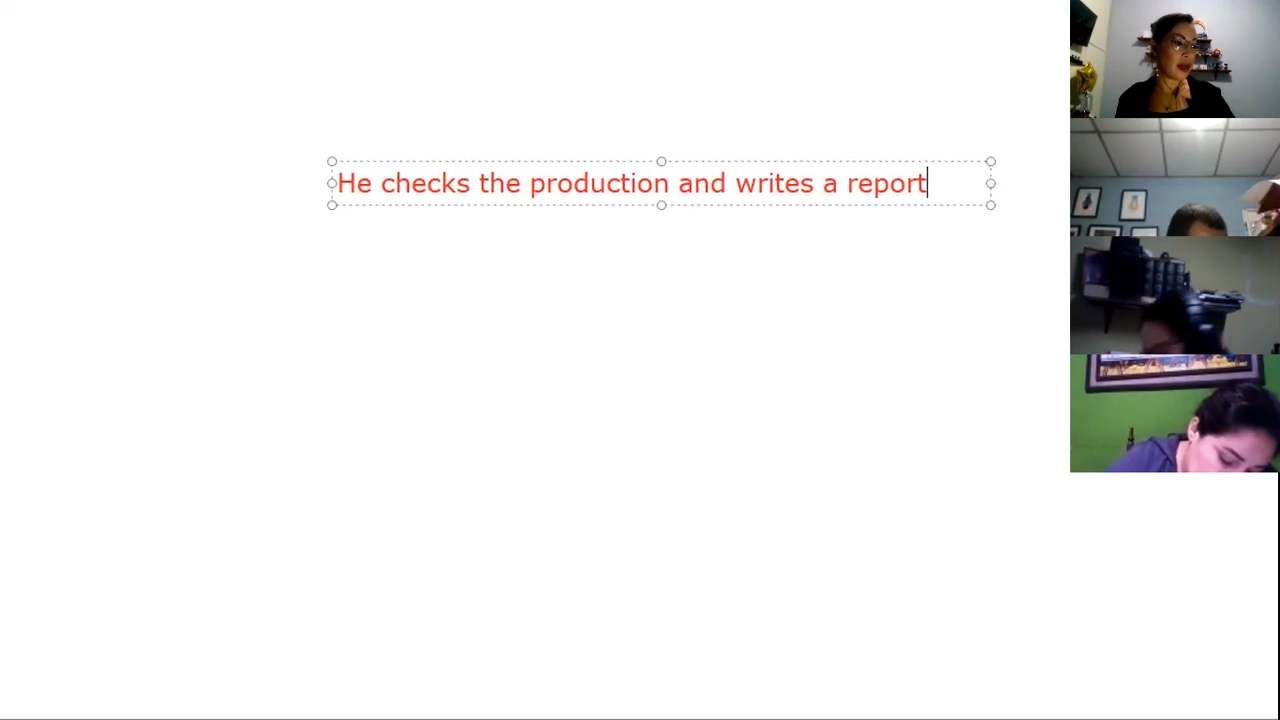 He checks the production and writes a report